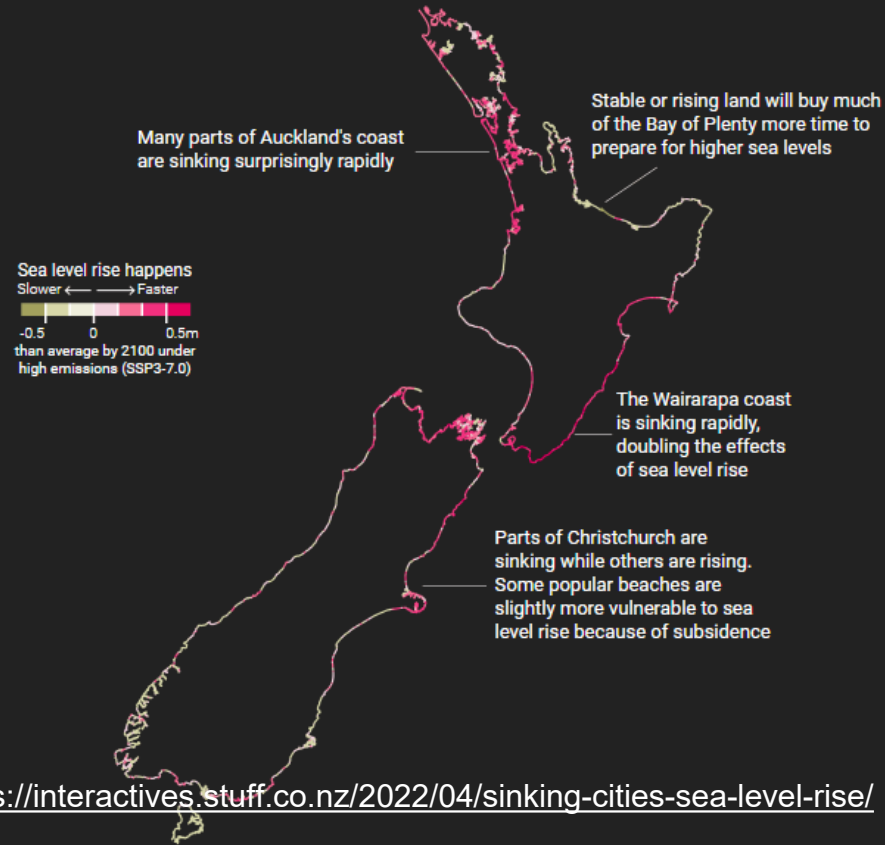 Many parts of Auckland's coast
are sinking surprisingly rapidly
Stable or rising land will buy much
of the Bay of Plenty more time to
prepare for higher sea levels
Sea level rise happens
Slower ← → Faster
-0.5 0 0.5m
than average by 2100 under
high emissions (SSP3-7.0)
The Wairarapa coast
is sinking rapidly,
doubling the effects
of sea level rise
Parts of Christchurch are
sinking while others are rising.
Some popular beaches are
slightly more vulnerable to sea
level rise because of subsidence
s://interactives.stuff.co.nz/2022/04/sinking-cities-sea-level-rise/